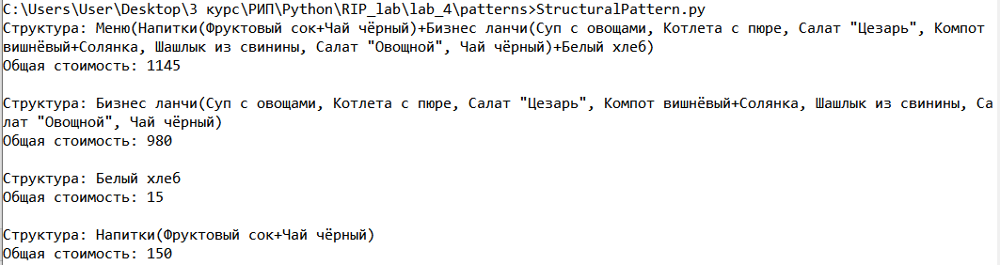 C:\Users\User\Desktop\3 курс\РИП\Python\RIP_lab\lab_4\patterns>StructuralPattern.py
Структура: Меню(Напитки(Фруктовый сок+Чай чёрный)+Бизнес ланчи(Суп с овощами, Котлета с пюре, Салат "Цезарь", Компот
вишнёвый+Солянка, Шашлык из свинины, Салат "Овощной", Чай чёрный)+Белый хлеб)
Общая стоимость: 1145
Структура: Бизнес ланчи(Суп с овощами, Котлета с пюре, Салат "Цезарь", Компот вишнёвый+Солянка, Шашлык из свинины, Са
лат "Овощной", Чай чёрный)
Общая стоимость: 980
Структура: Белый хлеб
Общая стоимость: 15
Структура: Напитки(Фруктовый сок+Чай чёрный)
Общая стоимость: 150